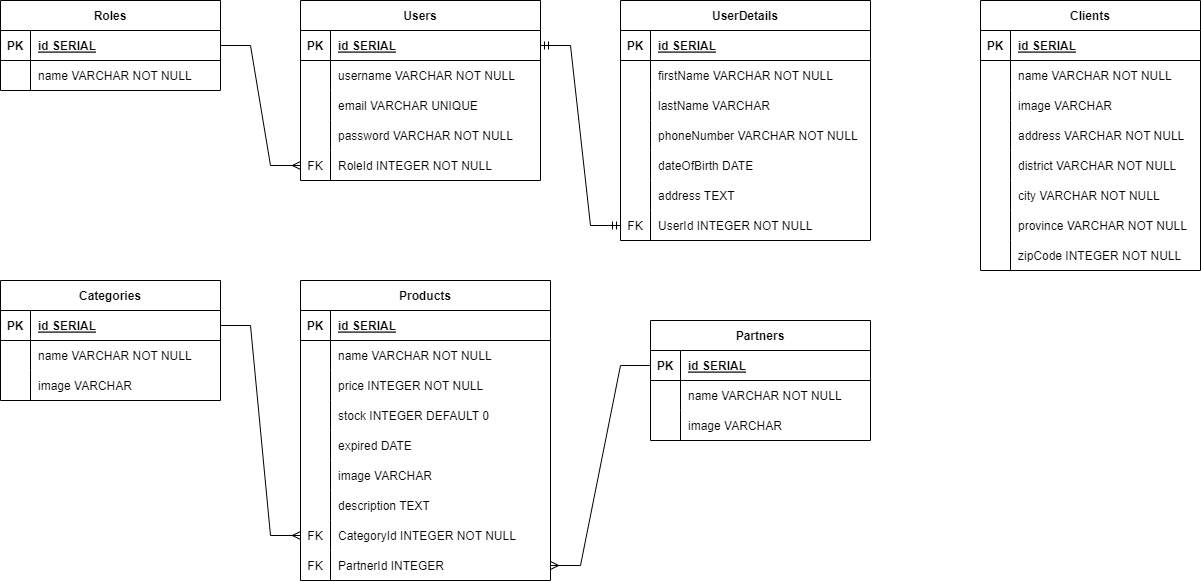 Roles
PK id SERIAL
name VARCHAR NOT NULL
Users
PK id SERIAL
username VARCHAR NOT NULL
email VARCHAR UNIQUE
password VARCHAR NOT NULL
FK RoleId INTEGER NOT NULL
UserDetails
PK id SERIAL
firstName VARCHAR NOT NULL
lastName VARCHAR
phoneNumber VARCHAR NOT NULL
dateOfBirth DATE
address TEXT
FK UserId INTEGER NOT NULL
Clients
PK id SERIAL
name VARCHAR NOT NULL
image VARCHAR
address VARCHAR NOT NULL
district VARCHAR NOT NULL
city VARCHAR NOT NULL
province VARCHAR NOT NULL
zipCode INTEGER NOT NULL
Categories
PK id SERIAL
name VARCHAR NOT NULL
image VARCHAR
Products
PK id SERIAL
name VARCHAR NOT NULL
price INTEGER NOT NULL
stock INTEGER DEFAULT 0
expired DATE
image VARCHAR
description TEXT
FK CategoryId INTEGER NOT NULL
FK PartnerId INTEGER
Partners
PK id SERIAL
name VARCHAR NOT NULL
image VARCHAR